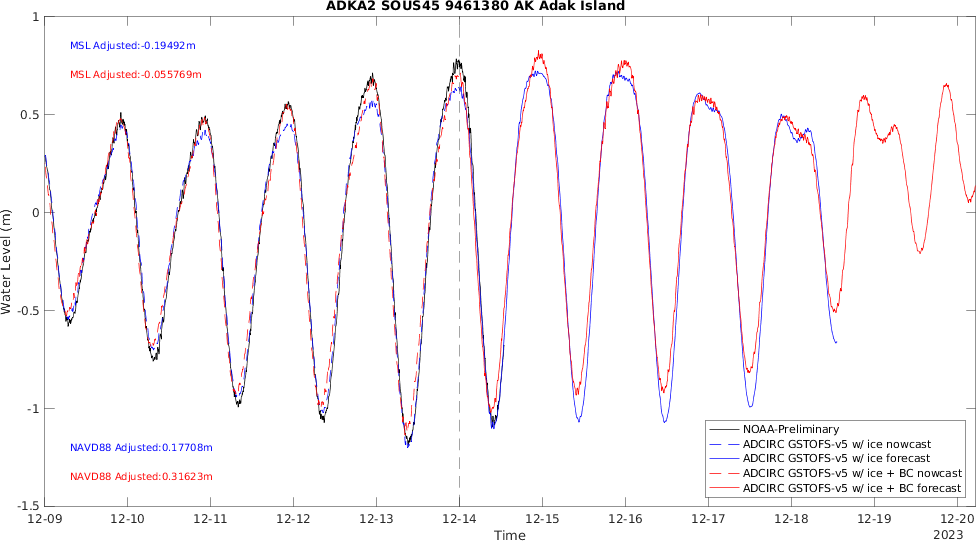 ADKA2 SOUS45 9461380 AK Adak Island
1
0.5
0
-0.5
-1
-1.5
Water Level (m)
MSL Adjusted:-0.19492m
MSL Adjusted:-0.055769m
NAVD88 Adjusted:0.17708m
NAVD88 Adjusted:0.31623m
NOAA-Preliminary
ADCIRC GSTOFS-v5 w/ ice nowcast
ADCIRC GSTOFS-v5 w/ ice forecast
ADCIRC GSTOFS-v5 w/ ice + BC nowcast
ADCIRC GSTOFS-v5 w/ ice + BC forecast
12-09 12-10 12-11 12-12 12-13 12-14 12-15 12-16 12-17 12-18 12-19 12-20
Time
2023